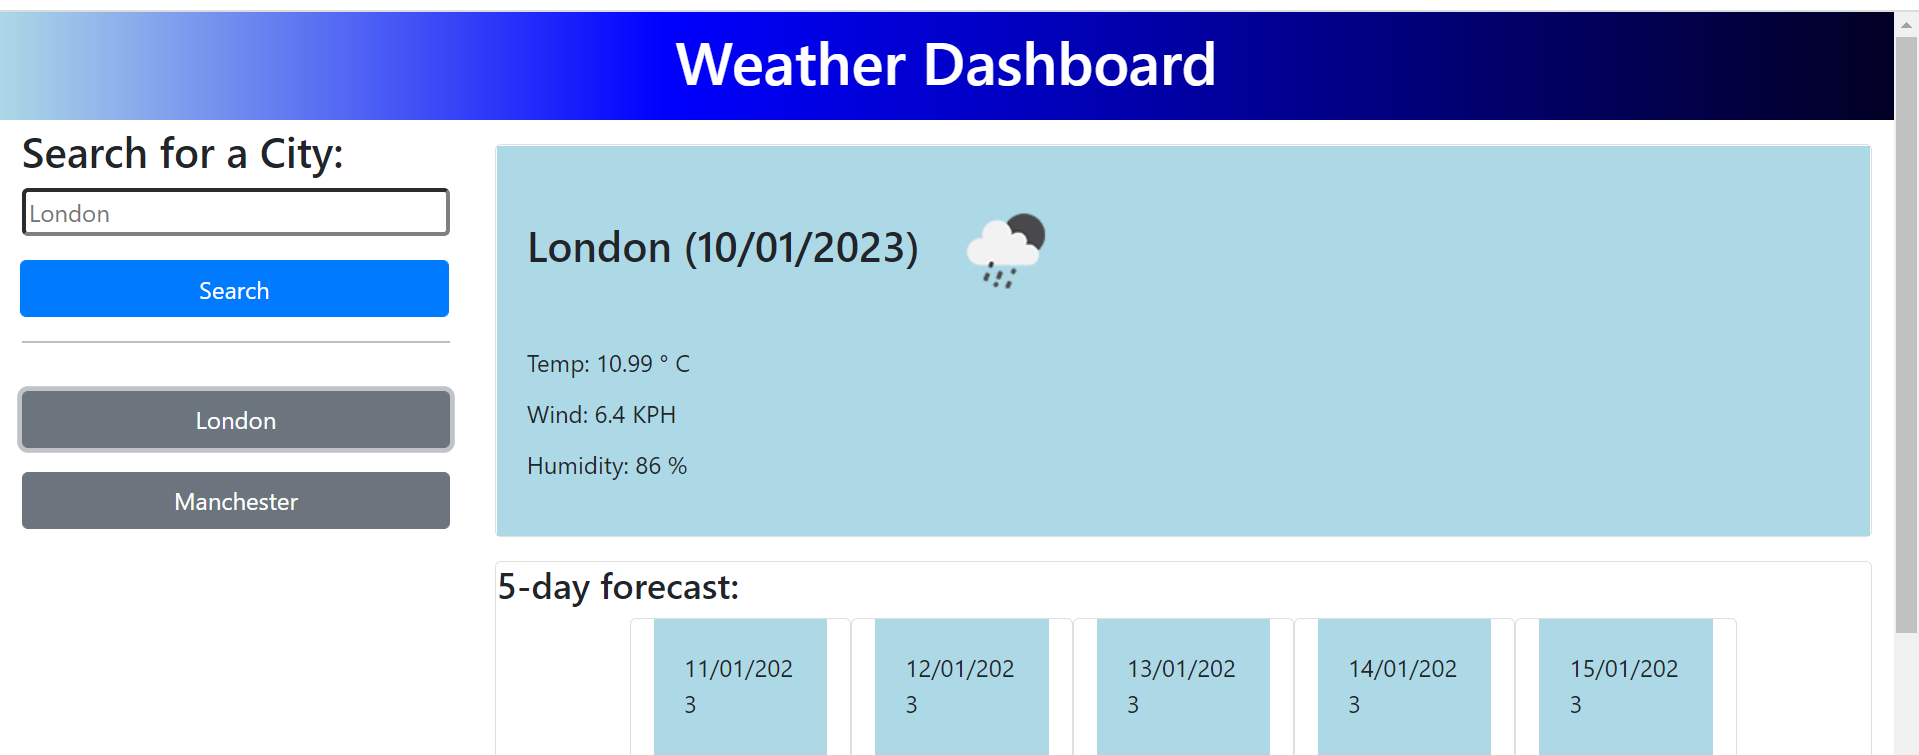 Weather Dashboard
Search for a City:
London
Search
London
Manchester
London (10/01/2023)
Temp: 10.99 ° C
Wind: 6.4 KPH
Humidity: 86 %
5-day forecast:
11/01/202
3
12/01/202
3
13/01/202
3
14/01/202
3
15/01/202
3